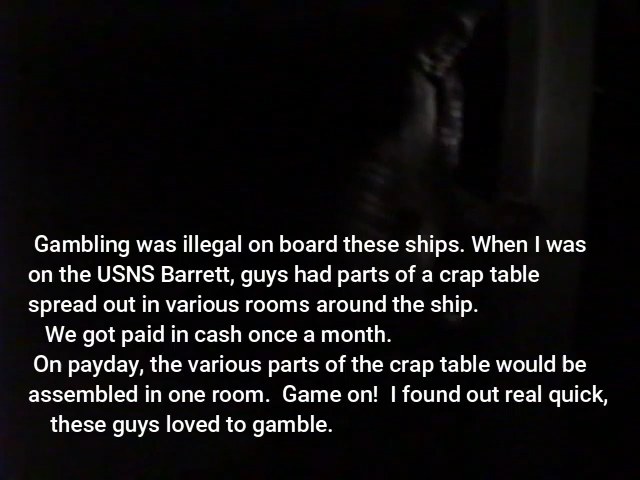 Gambling was illegal on board these ships. When I was
on the USNS Barrett, guys had parts of a crap table
spread out in various rooms around the ship.
We got paid in cash once a month.
On payday, the various parts of the crap table would be
assembled in one room.  Game on!  I found out real quick,
these guys loved to gamble.